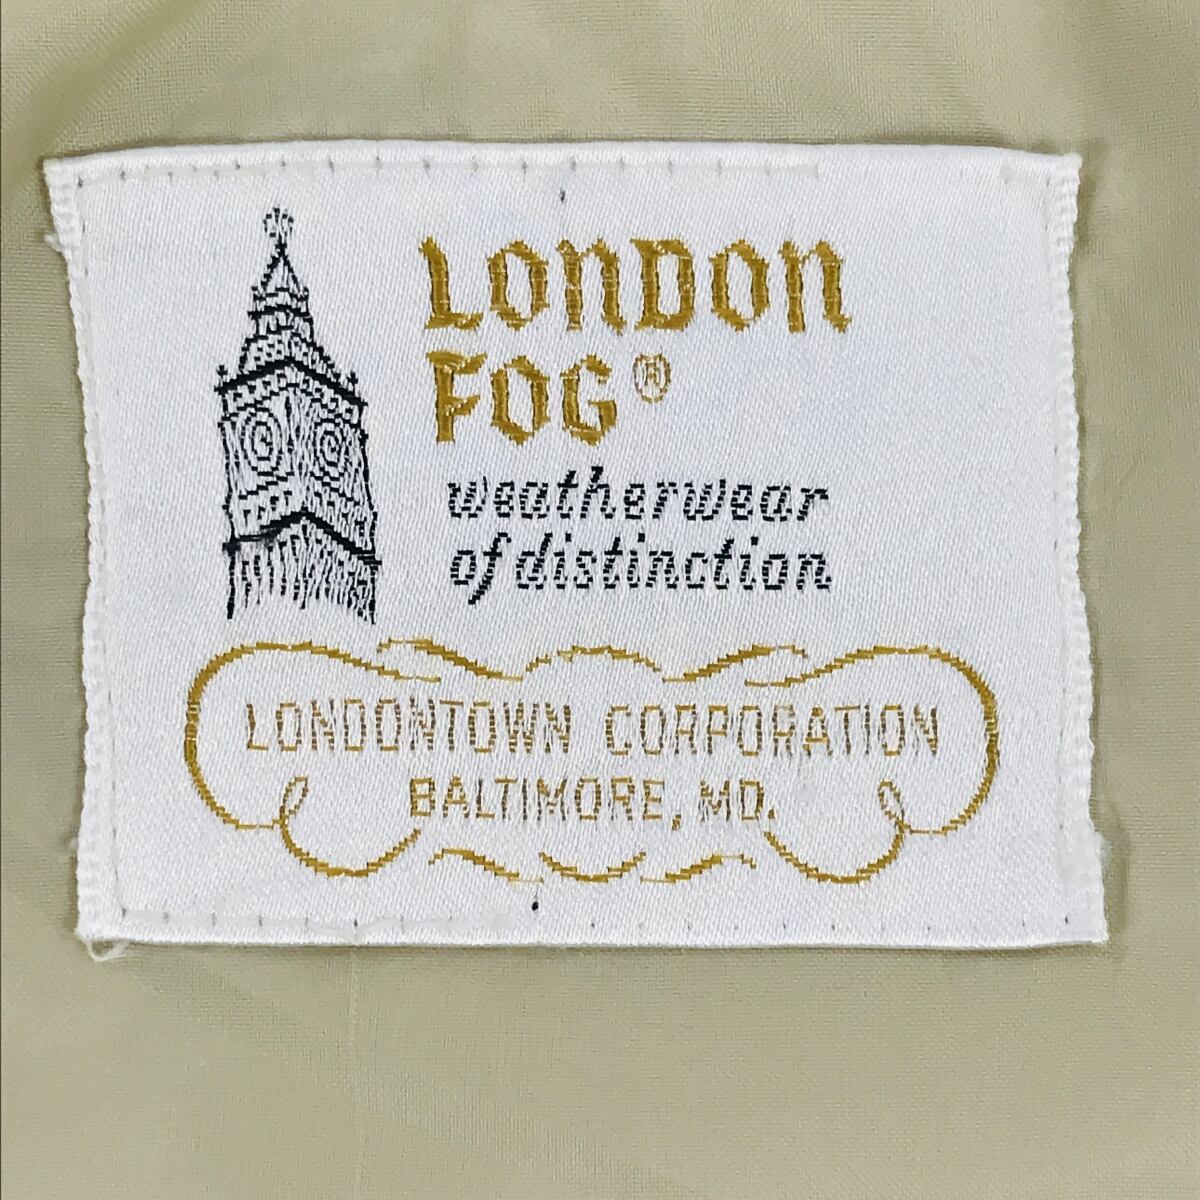 LONDON
FOG®
weatherwear
of distinction
LONDONTOWN CORPORATION
BALTIMORE, MD.